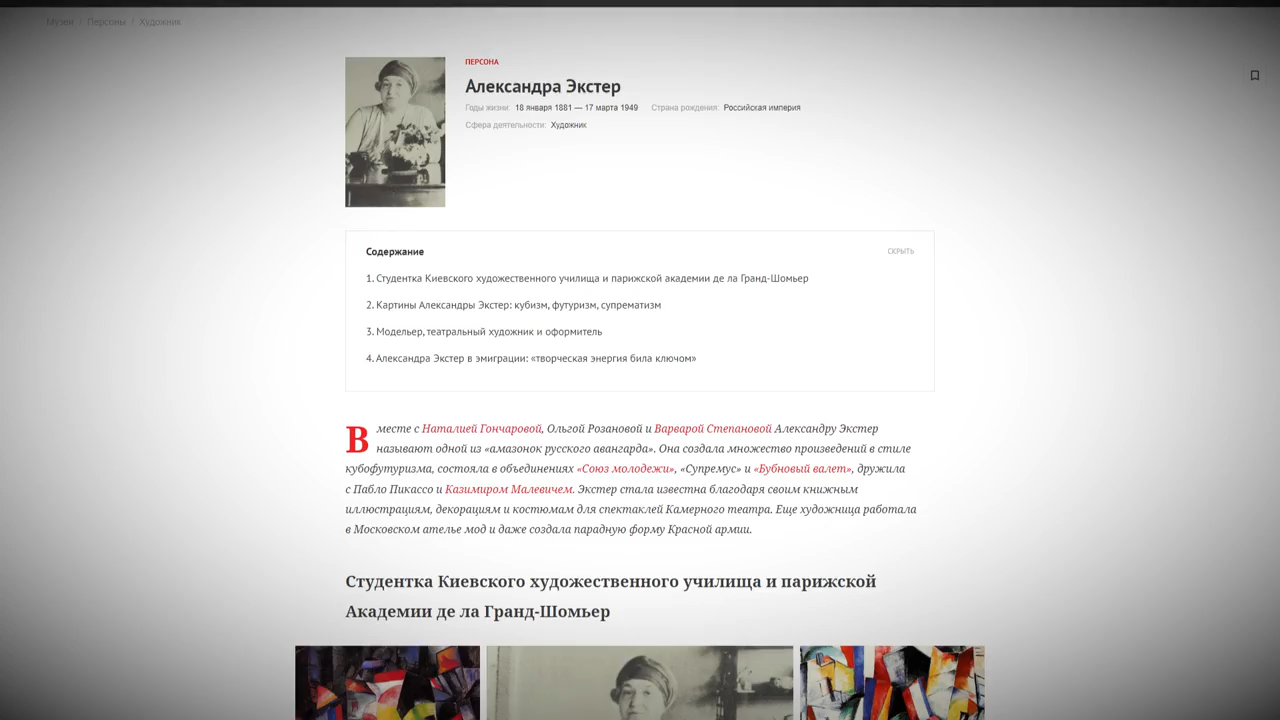 Музеи / Персоны / Художник
ПЕРСОНА
Александра Экстер
Годы жизни: 18 января 1881 — 17 марта 1949 Страна рождения: Российская империя
Сфера деятельности: Художник
Содержание СКРЫТЬ
1. Студентка Киевского художественного училища и парижской академии де ла Гранд-Шомьер
2. Картины Александры Экстер: кубизм, футуризм, супрематизм
3. Модельер, театральный художник и оформитель
4. Александра Экстер в эмиграции: «творческая энергия била ключом»
Вместе с Наталией Гончаровой, Ольгой Розановой и Варварой Степановой Александру Экстер
называют одной из «амазонок русского авангарда». Она создала множество произведений в стиле
кубофутуризма, состояла в объединениях «Союз молодежи», «Супремус» и «Бубновый валет», дружила
с Пабло Пикассо и Казимиром Малевичем. Экстер стала известна благодаря своим книжным
иллюстрациям, декорациям и костюмам для спектаклей Камерного театра. Еще художница работала
в Московском ателье мод и даже создала парадную форму Красной армии.
Студентка Киевского художественного училища и парижской
Академии де ла Гранд-Шомьер